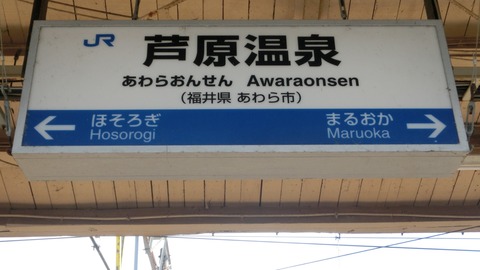 JR 芦原温泉
あわらおんせん Awaraonsen
（福井県 あわら市）
← ほそろぎ まるおか →
Hosorogi Maruoka